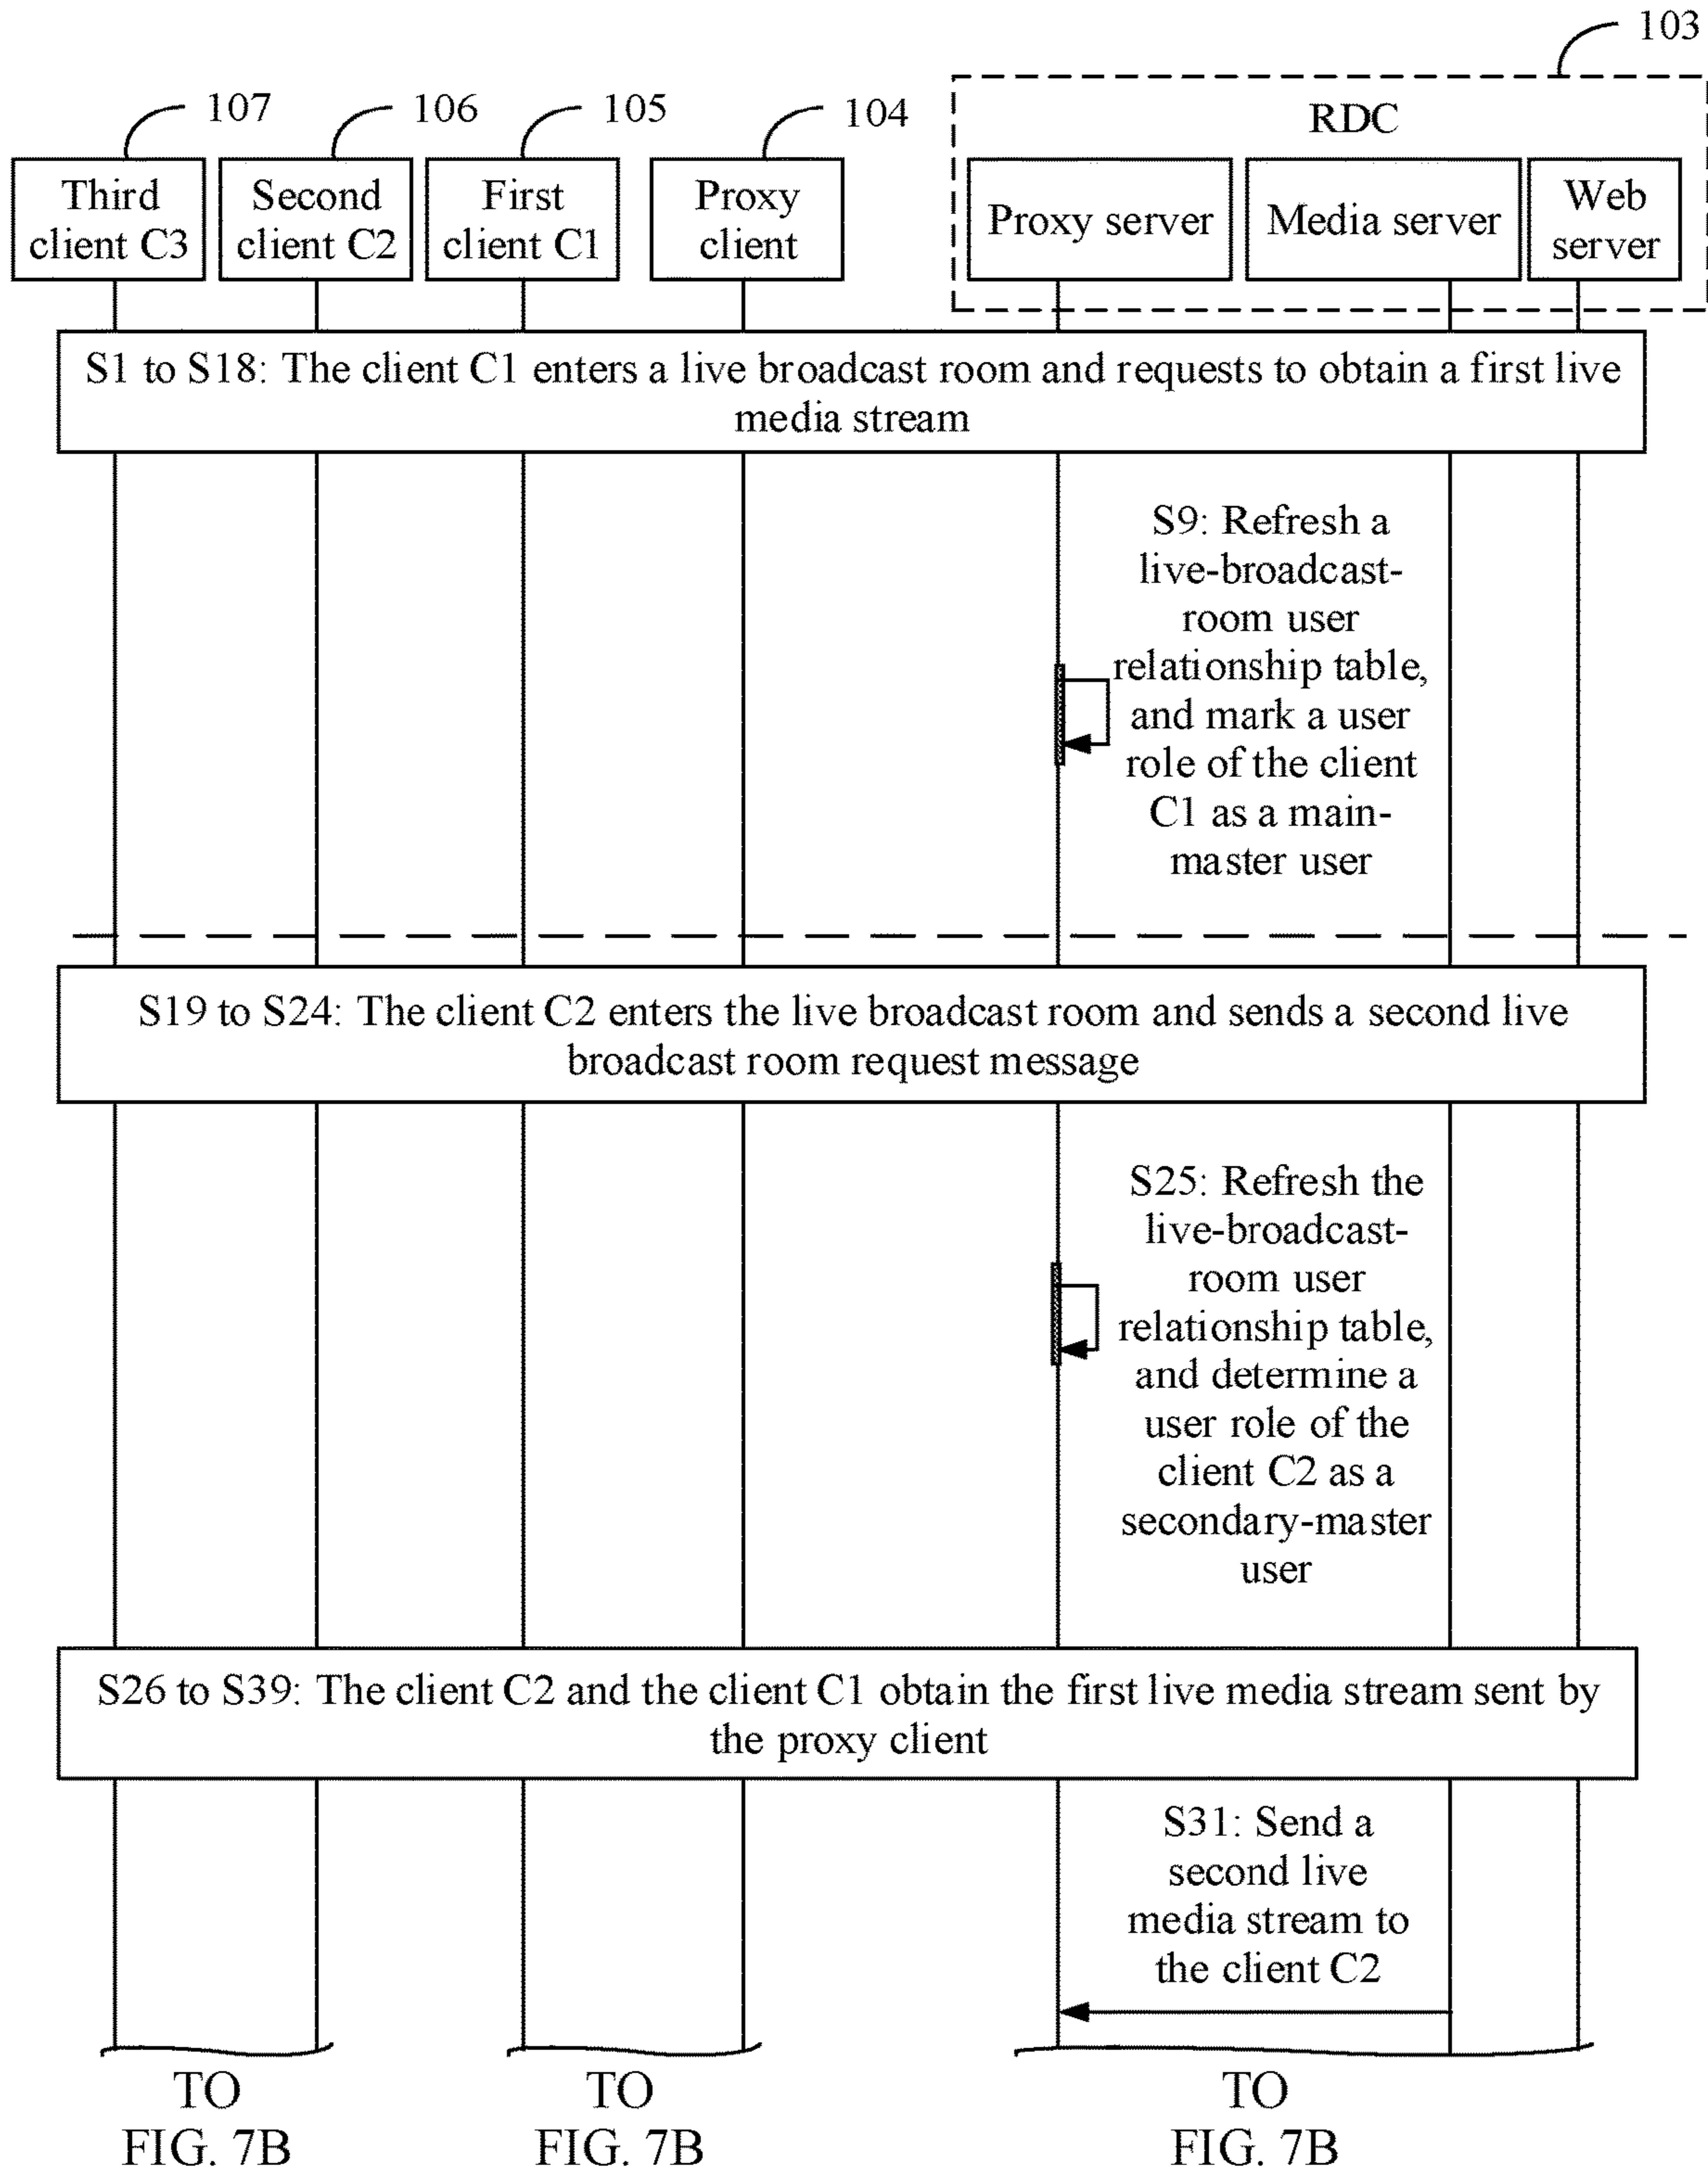 103
107
106
105
104
RDC
Third
client C3
Second
client C2
First
client C1
Proxy
client
Proxy server
Media server
Web
server
S1 to S18: The client C1 enters a live broadcast room and requests to obtain a first live
media stream
S9: Refresh a
live-broadcast-
room user
relationship table,
and mark a user
role of the client
C1 as a main-
master user
S19 to S24: The client C2 enters the live broadcast room and sends a second live
broadcast room request message
S25: Refresh the
live-broadcast-
room user
relationship table,
and determine a
user role of the
client C2 as a
secondary-master
user
S26 to S39: The client C2 and the client C1 obtain the first live media stream sent by
the proxy client
S31: Send a
second live
media stream to
the client C2
TO
FIG. 7B
TO
FIG. 7B
TO
FIG. 7B